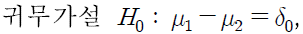 귀무가설 H₀ : μ₁ − μ₂ = δ₀,